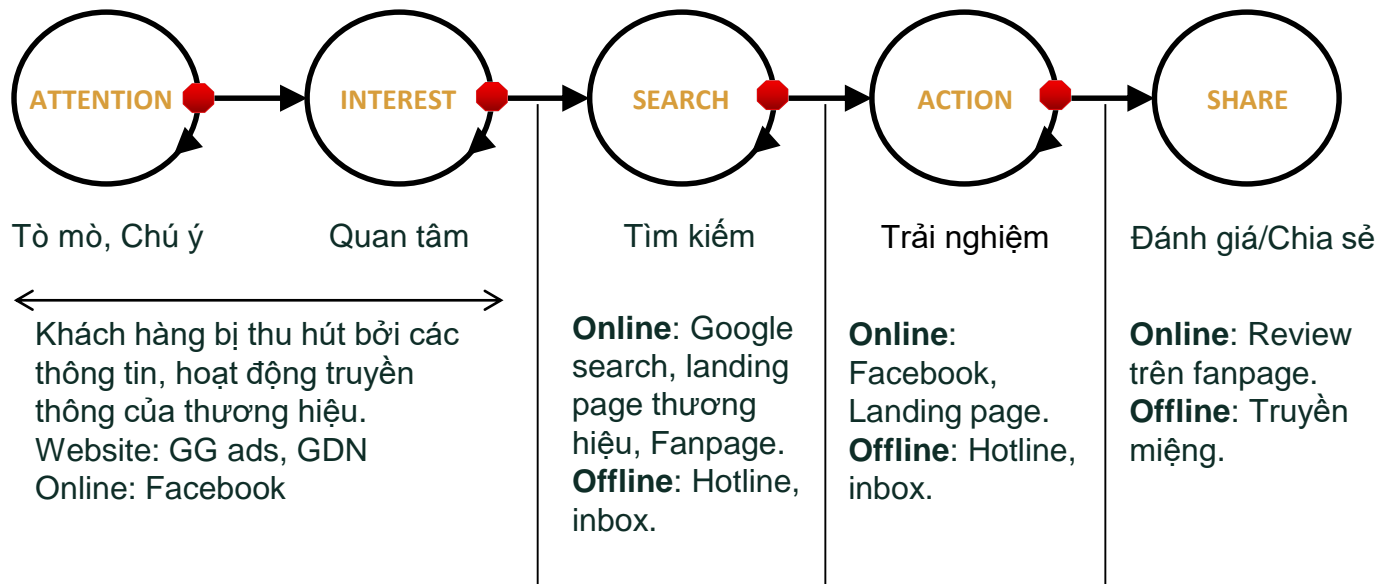 ATTENTION
INTEREST
SEARCH
ACTION
SHARE
Tò mò, Chú ý
Quan tâm
Tìm kiếm
Trải nghiệm
Đánh giá/Chia sẻ
Khách hàng bị thu hút bởi các
thông tin, hoạt động truyền
thông của thương hiệu.
Website: GG ads, GDN
Online: Facebook
Online: Google
search, landing
page thương
hiệu, Fanpage.
Offline: Hotline,
inbox.
Online:
Facebook,
Landing page.
Offline: Hotline,
inbox.
Online: Review
trên fanpage.
Offline: Truyền
miệng.